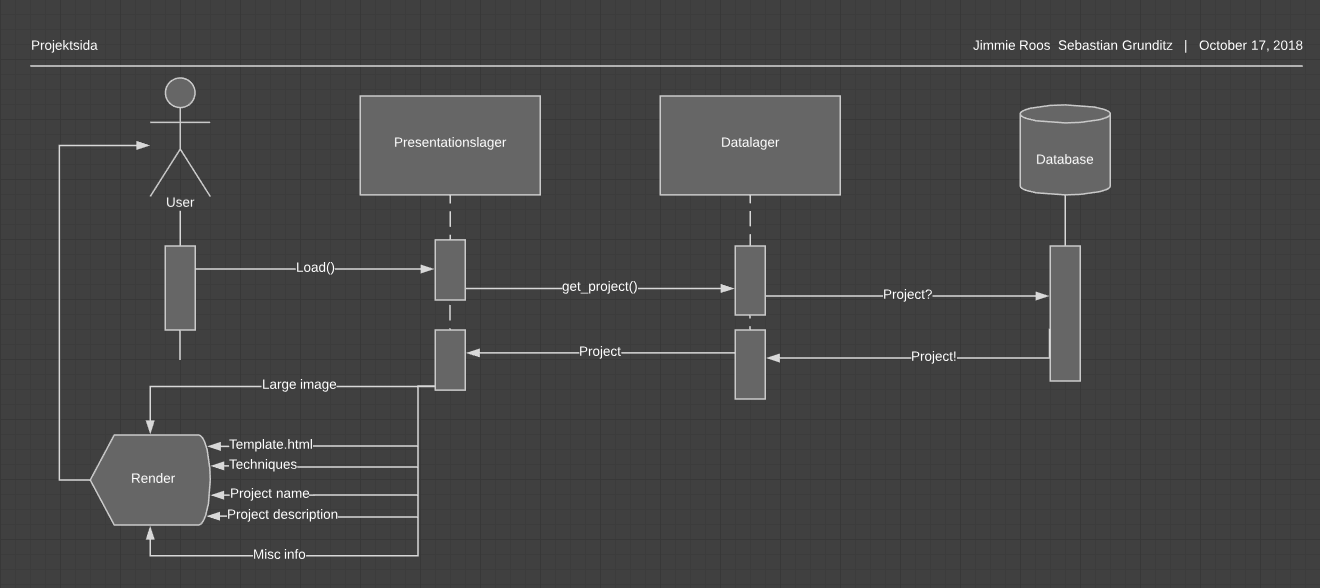 Projektsida
Jimmie Roos  Sebastian Grunditz   |   October 17, 2018
Presentationslager
Datalager
Database
User
Load()
get_project()
Project?
Project
Project!
Large image
Template.html
Techniques
Render
Project name
Project description
Misc info